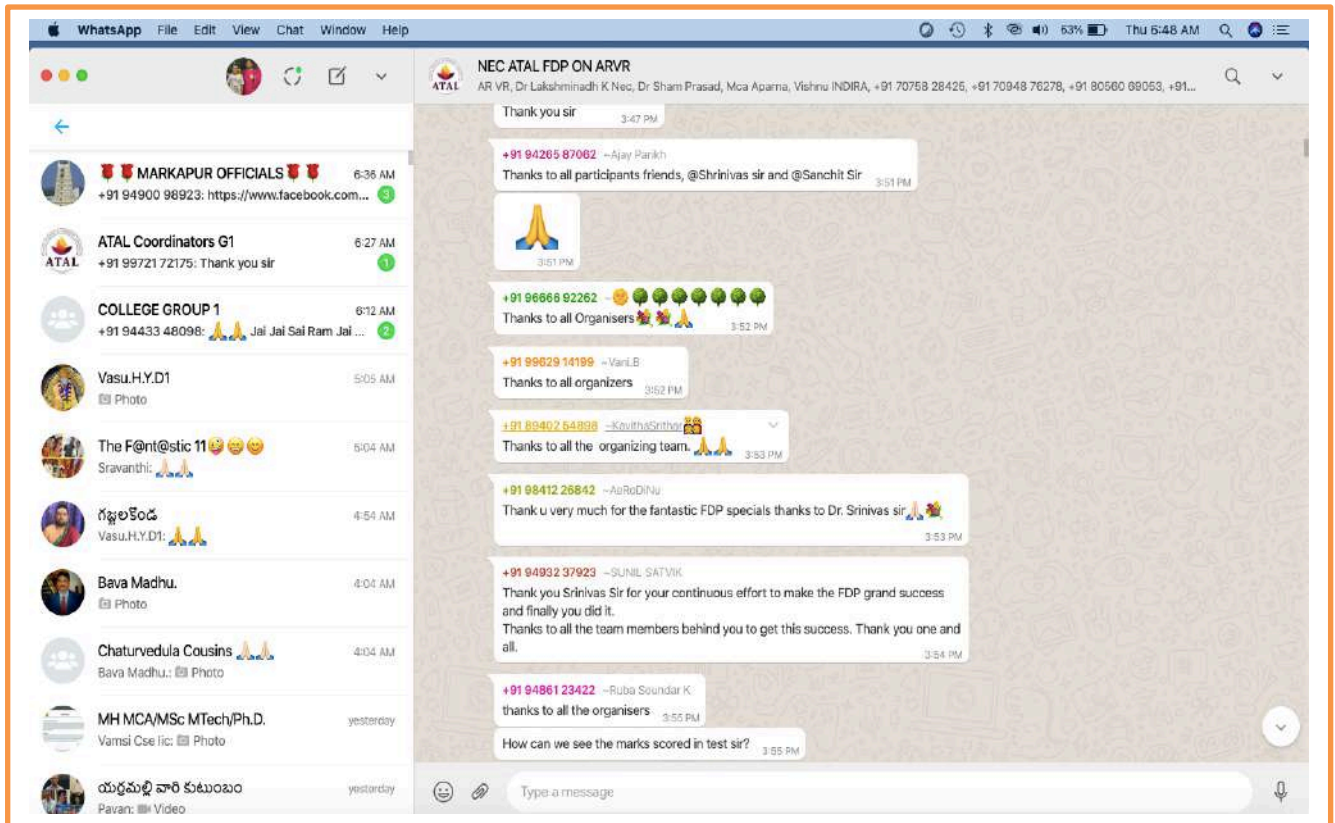 WhatsApp File Edit View Chat Window Help
63% Thu 6:48 AM
NEC ATAL FDP ON ARVR
AR VR, Dr Lakshminadh K Nec, Dr Sham Prasad, Mca Aparna, Vishnu INDIRA, +91 70758 28425, +91 70948 76278, +91 80560 69053, +91...
ATAL
🌹🌹MARKAPUR OFFICIALS🌹🌹 6:36 AM
+91 94900 98923: https://www.facebook.com... 3
ATAL Coordinators G1 6:27 AM
ATAL
+91 99721 72175: Thank you sir 1
COLLEGE GROUP 1 6:12 AM
+91 94433 48098: 🙏🙏 Jai Jai Sai Ram Jai ... 2
Vasu.H.Y.D1 5:05 AM
Photo
The F@nt@stic 11 5:04 AM
Sravanthi: 🙏🙏
గజ్జలకొండ 4:54 AM
Vasu.H.Y.D1: 🙏🙏
Bava Madhu. 4:04 AM
Photo
Chaturvedula Cousins 🙏🙏 4:04 AM
Bava Madhu.: Photo
MH MCA/MSc MTech/Ph.D. yesterday
Vamsi Cse lic: Photo
యర్రమల్లి వారి కుటుంబం yesterday
Pavan: Video
Thank you sir 3:47 PM
+91 94265 87062 ~Ajay Parikh
Thanks to all participants friends, @Shrinivas sir and @Sanchit Sir 3:51 PM
🙏
3:51 PM
+91 96666 92262 ~🌞🌳🌳🌳🌳🌳🌳🌳
Thanks to all Organisers💐💐🙏 3:52 PM
+91 99629 14199 ~Vani.B
Thanks to all organizers 3:52 PM
+91 89402 54898 ~KavithaSrithar
Thanks to all the organizing team. 🙏🙏 3:53 PM
+91 98412 26842 ~AeRoDiNu
Thank u very much for the fantastic FDP specials thanks to Dr. Srinivas sir🙏💐
3:53 PM
+91 94932 37923 ~SUNIL SATVIK
Thank you Srinivas Sir for your continuous effort to make the FDP grand success
and finally you did it.
Thanks to all the team members behind you to get this success. Thank you one and
all. 3:54 PM
+91 94861 23422 ~Ruba Soundar K
thanks to all the organisers 3:55 PM
How can we see the marks scored in test sir? 3:55 PM
Type a message